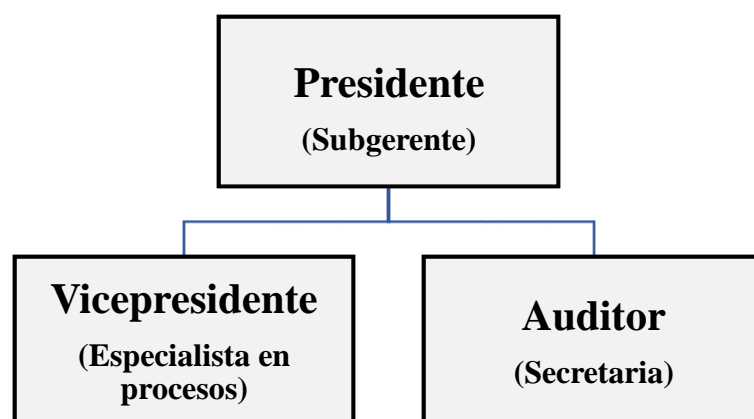 Presidente
(Subgerente)
Vicepresidente
(Especialista en
procesos)
Auditor
(Secretaria)